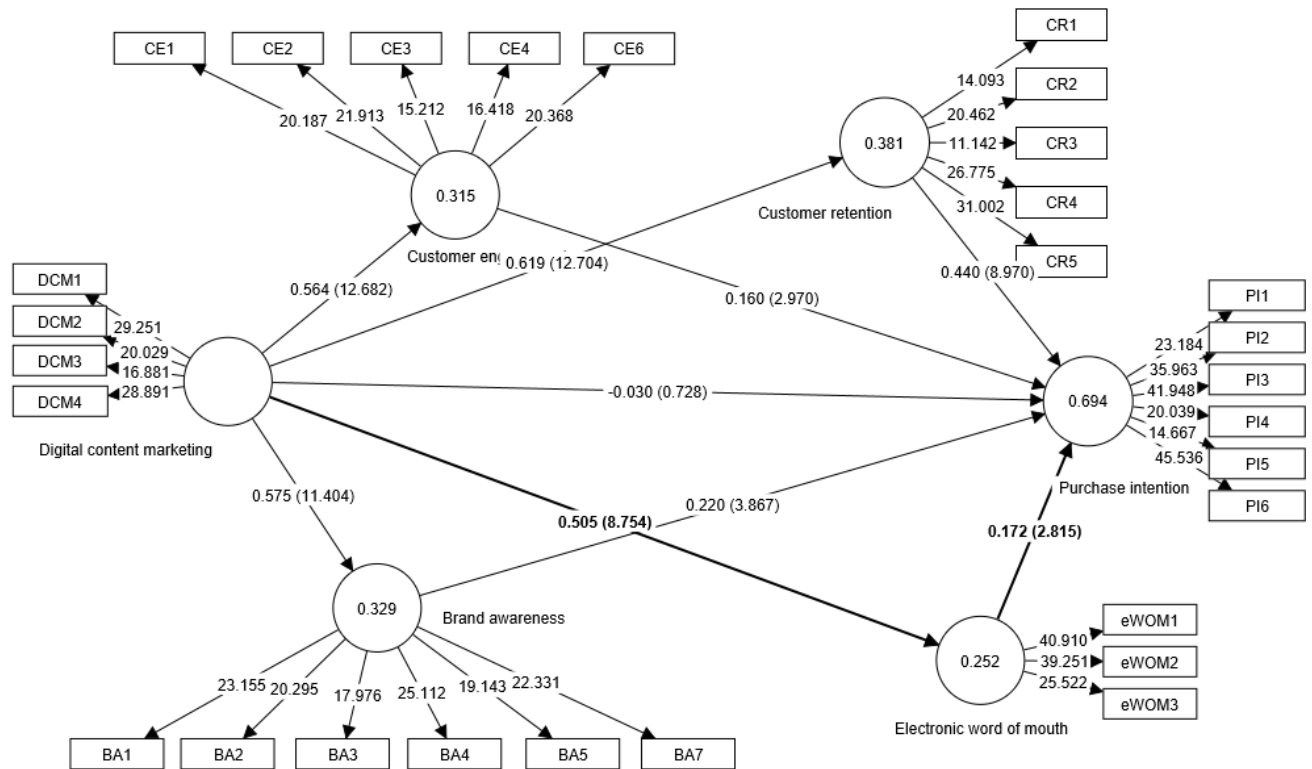 CE1
CE2
CE3
CE4
CE6
20.187
21.913
15.212
16.418
20.368
0.315
Customer en
CR1
CR2
CR3
CR4
CR5
14.093
20.462
11.142
26.775
31.002
0.381
Customer retention
0.564 (12.682)
0.619 (12.704)
0.440 (8.970)
0.160 (2.970)
DCM1
DCM2
DCM3
DCM4
29.251
20.029
16.881
28.891
Digital content marketing
-0.030 (0.728)
PI1
PI2
PI3
PI4
PI5
PI6
23.184
35.963
41.948
20.039
14.667
45.536
0.694
Purchase intention
0.575 (11.404)
0.505 (8.754)
0.220 (3.867)
0.172 (2.815)
0.329
Brand awareness
23.155
20.295
17.976
25.112
19.143
22.331
BA1
BA2
BA3
BA4
BA5
BA7
0.252
Electronic word of mouth
40.910
39.251
25.522
eWOM1
eWOM2
eWOM3